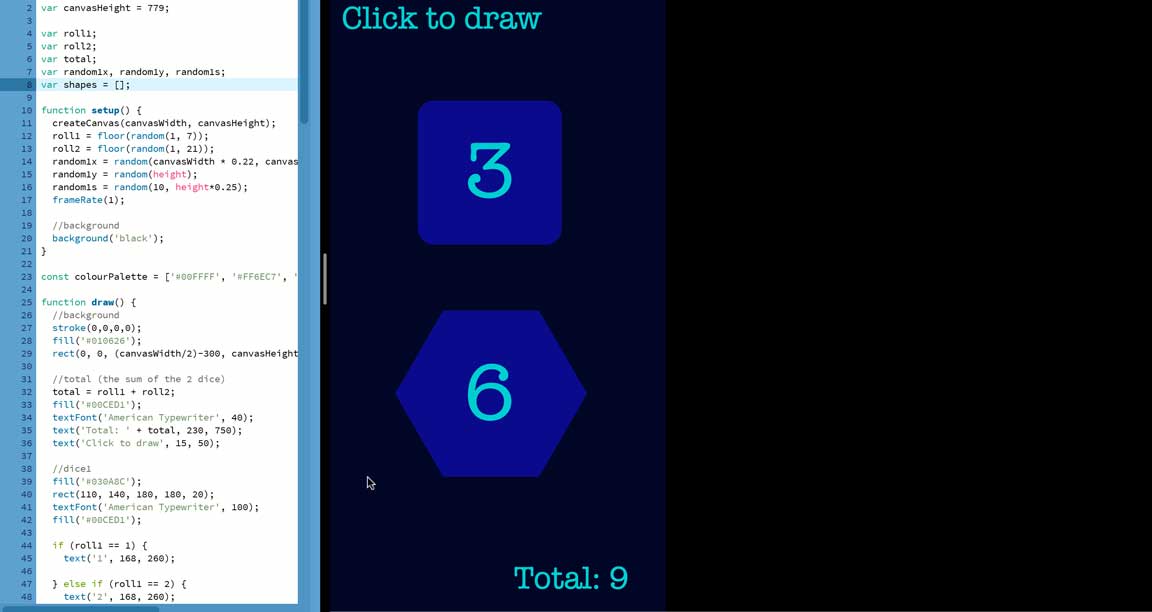 2 var canvasHeight = 779;
3
4 var roll1;
5 var roll2;
6 var total;
7 var random1x, random1y, random1s;
8 var shapes = [];
9
10 function setup() {
11 createCanvas(canvasWidth, canvasHeight);
12 roll1 = floor(random(1, 7));
13 roll2 = floor(random(1, 21));
14 random1x = random(canvasWidth * 0.22, canvas
15 random1y = random(height);
16 random1s = random(10, height*0.25);
17 frameRate(1);
18
19 //background
20 background('black');
21 }
22
23 const colourPalette = ['#00FFFF', '#FF6EC7', '
24
25 function draw() {
26 //background
27 stroke(0,0,0,0);
28 fill('#010626');
29 rect(0, 0, (canvasWidth/2)-300, canvasHeight
30
31 //total (the sum of the 2 dice)
32 total = roll1 + roll2;
33 fill('#00CED1');
34 textFont('American Typewriter', 40);
35 text('Total: ' + total, 230, 750);
36 text('Click to draw', 15, 50);
37
38 //dice1
39 fill('#030A8C');
40 rect(110, 140, 180, 180, 20);
41 textFont('American Typewriter', 100);
42 fill('#00CED1');
43
44 if (roll1 == 1) {
45 text('1', 168, 260);
46
47 } else if (roll1 == 2) {
48 text('2', 168, 260);
Click to draw
3
6
Total: 9